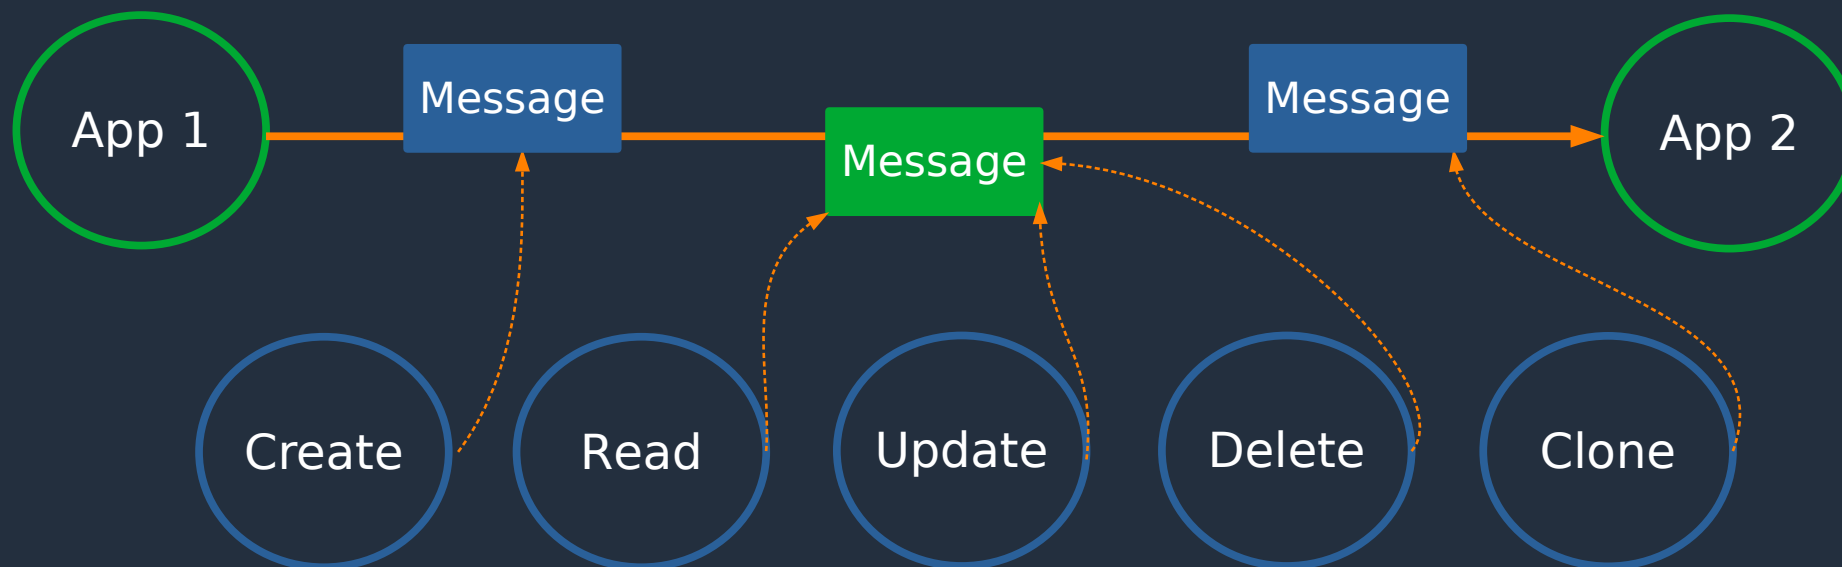 App 1
Message
Message
Message
App 2
Create
Read
Update
Delete
Clone